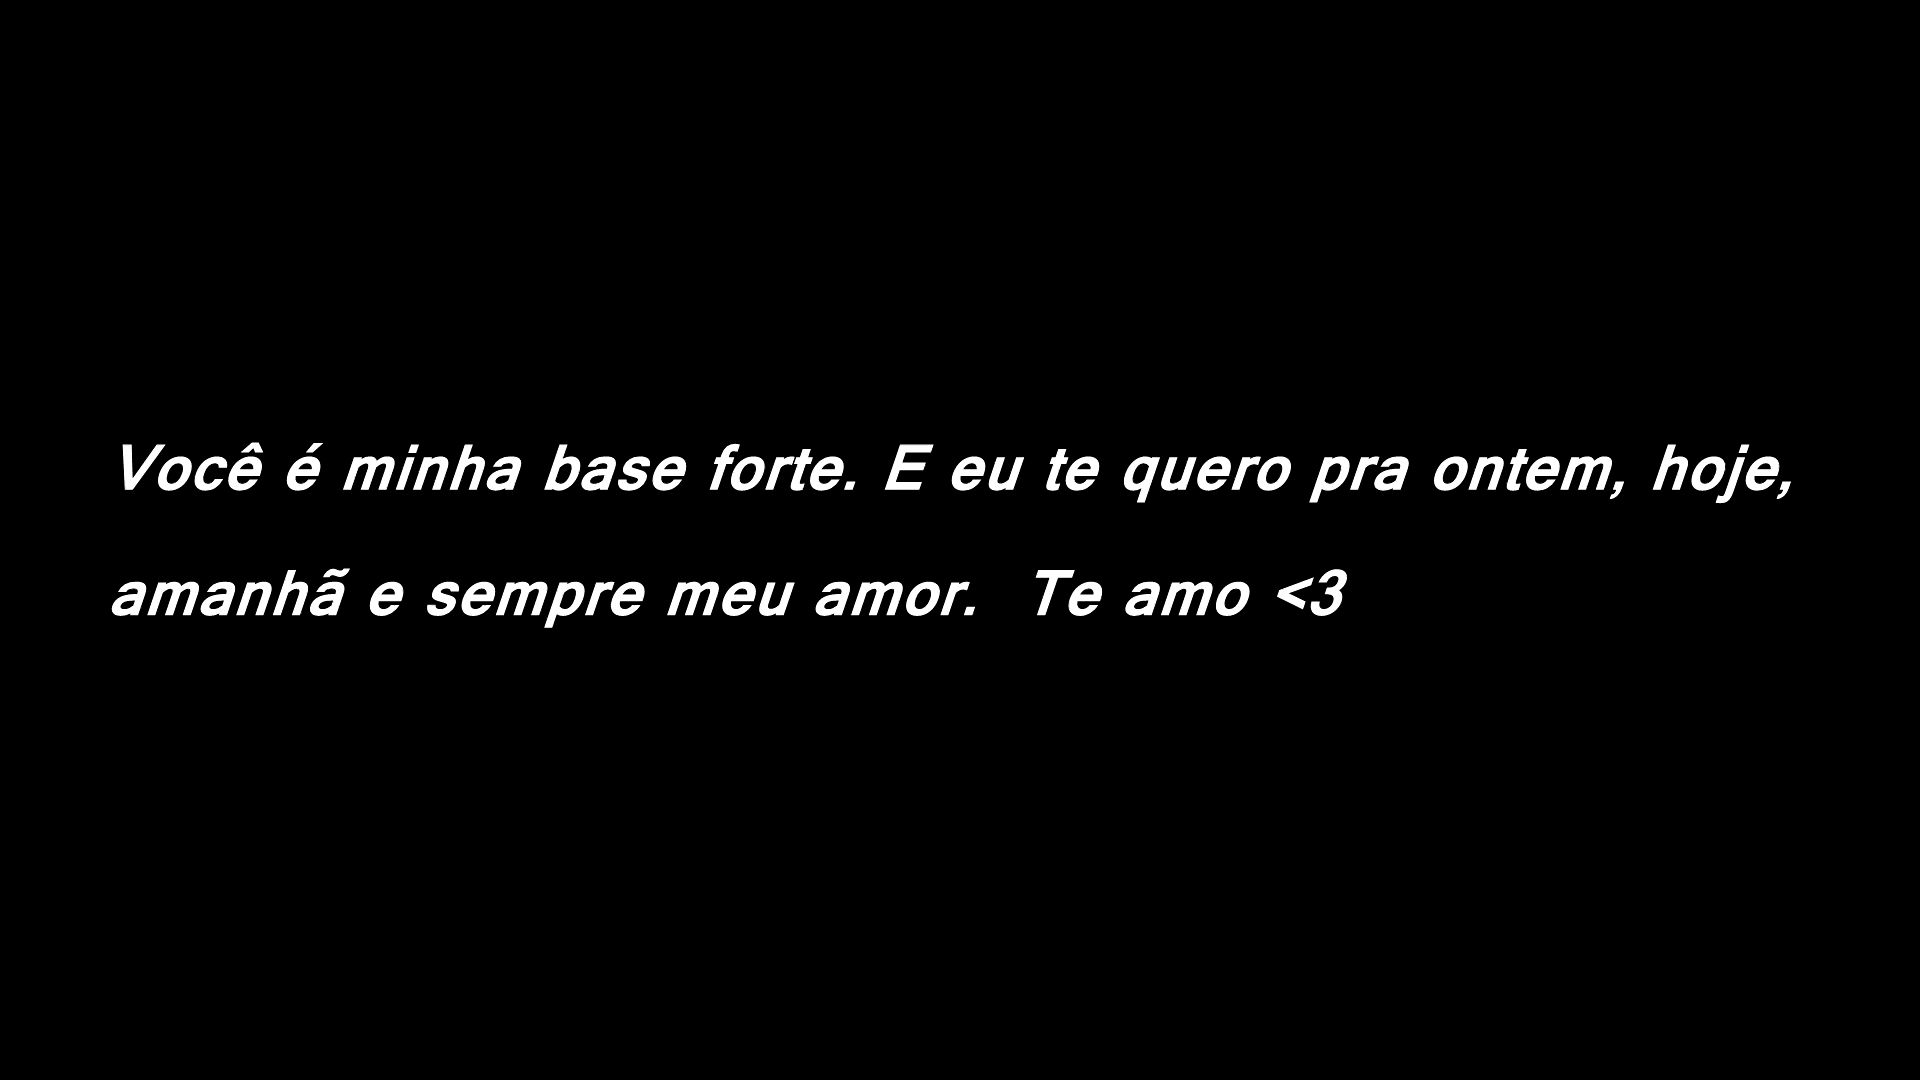 Você é minha base forte. E eu te quero pra ontem, hoje,
amanhã e sempre meu amor.  Te amo <3